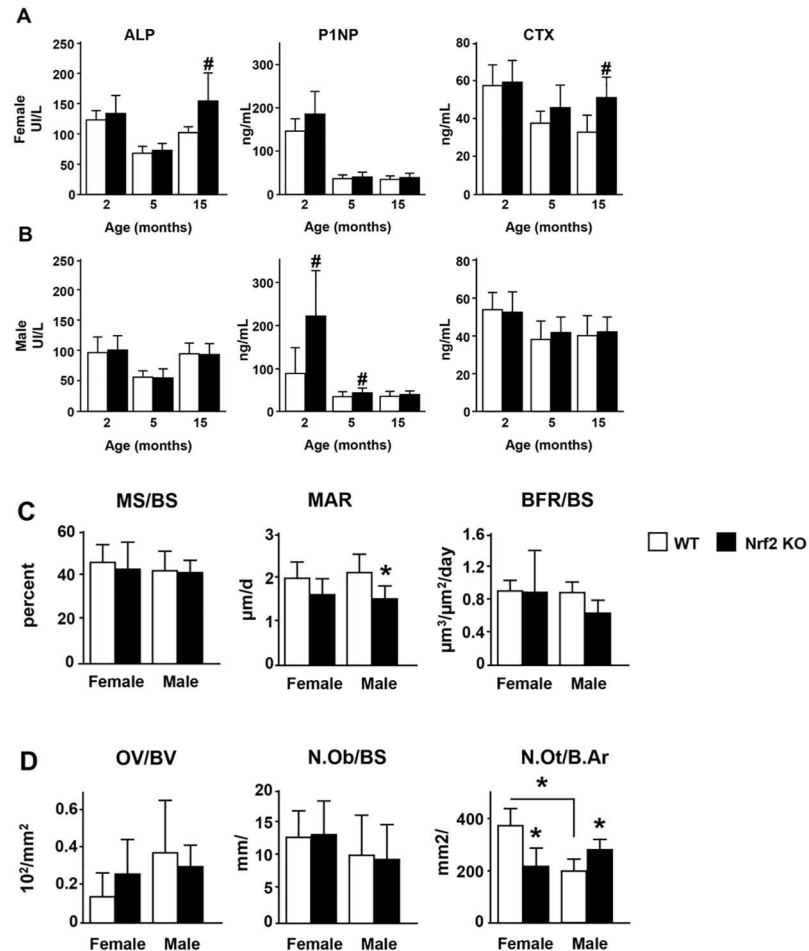 A
ALP
P1NP
CTX
Female
UI/L
250
200
150
100
50
0
#
2 5 15
Age (months)
ng/mL
300
200
100
0
2 5 15
Age (months)
ng/mL
80
60
40
20
0
#
2 5 15
Age (months)
B
Male
UI/L
250
200
150
100
50
0
2 5 15
Age (months)
ng/mL
300
200
100
0
#
#
2 5 15
Age (months)
ng/mL
80
60
40
20
0
2 5 15
Age (months)
C
MS/BS
percent
60
40
20
0
Female Male
MAR
µm/d
3
2
1
0
*
Female Male
BFR/BS
µm³/µm²/day
1.6
1.2
0.8
0.4
0
Female Male
WT Nrf2 KO
D
OV/BV
10²/mm²
0.6
0.4
0.2
0
Female Male
N.Ob/BS
mm/
20
15
10
5
0
Female Male
N.Ot/B.Ar
mm2/
400
200
0
*
*
*
Female Male